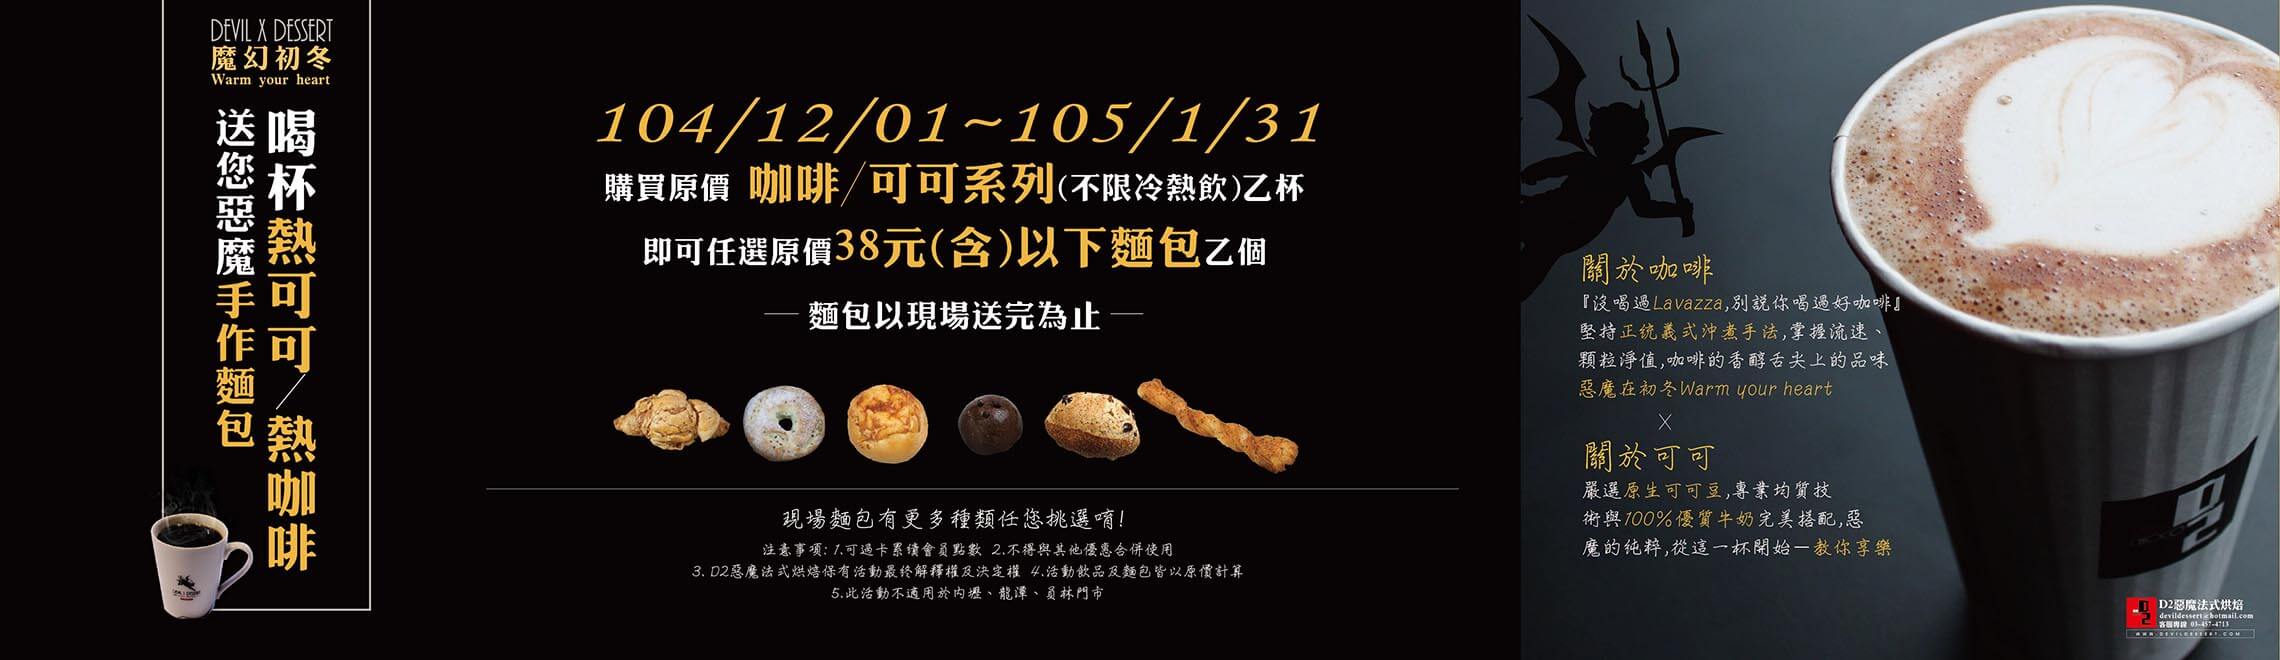 DEVIL X DESSERT
魔幻初冬
Warm your heart
喝杯熱可可/熱咖啡
送您惡魔手作麵包
104/12/01~105/1/31
購買原價 咖啡/可可系列(不限冷熱飲)乙杯
即可任選原價38元(含)以下麵包乙個
— 麵包以現場送完為止 —
現場麵包有更多種類任您挑選唷!
注意事項: 1.可過卡累積會員點數 2.不得與其他優惠合併使用
3. D2惡魔法式烘焙保有活動最終解釋權及決定權 4.活動飲品及麵包皆以原價計算
5.此活動不適用於內壢、龍潭、員林門市
關於咖啡
『沒喝過Lavazza,別說你喝過好咖啡』
堅持正統義式沖煮手法,掌握流速、
顆粒淨值,咖啡的香醇舌尖上的品味
惡魔在初冬Warm your heart
X
關於可可
嚴選原生可可豆,專業均質技
術與100%優質牛奶完美搭配,惡
魔的純粹,從這一杯開始—教你享樂
D2
D2惡魔法式烘焙
devildessert@hotmail.com
客服專線 03-457-4713
WWW.DEVILDESSERT.COM